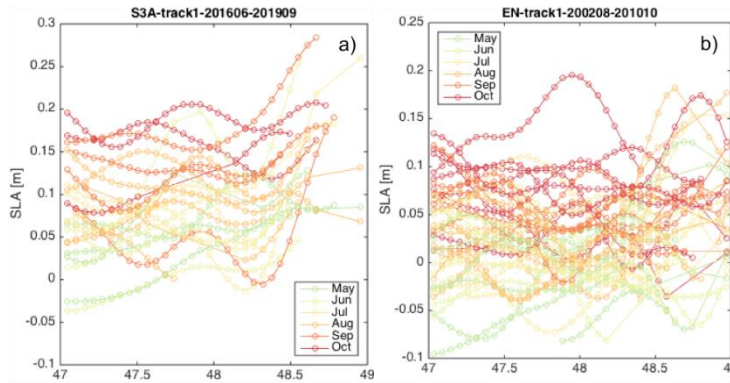 S3A-track1-201606-201909
a)
SLA [m]
0.3
0.25
0.2
0.15
0.1
0.05
0
-0.05
-0.1
47
47.5
48
48.5
49
May
Jun
Jul
Aug
Sep
Oct
EN-track1-200208-201010
b)
SLA [m]
0.25
0.2
0.15
0.1
0.05
0
-0.05
-0.1
47
47.5
48
48.5
May
Jun
Jul
Aug
Sep
Oct